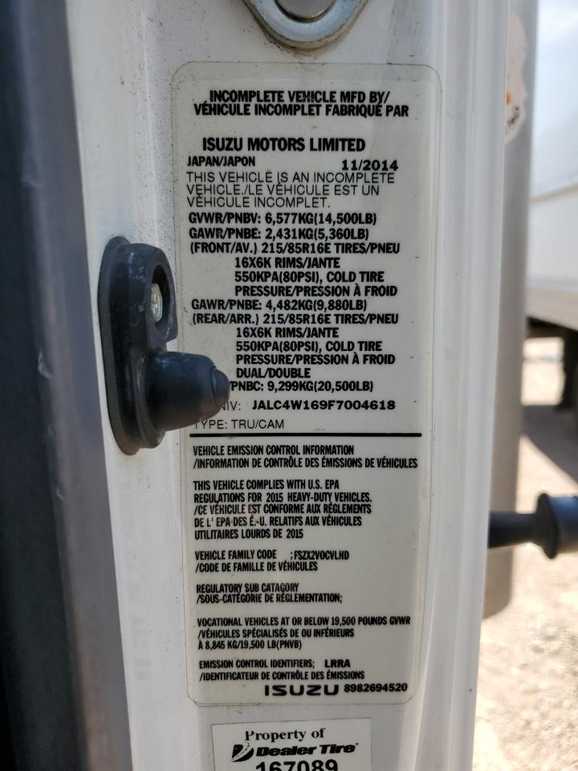 INCOMPLETE VEHICLE MFD BY/
VÉHICULE INCOMPLET FABRIQUÉ PAR
ISUZU MOTORS LIMITED
JAPAN/JAPON 11/2014
THIS VEHICLE IS AN INCOMPLETE
VEHICLE./LE VÉHICULE EST UN
VÉHICULE INCOMPLET.
GVWR/PNBV: 6,577KG(14,500LB)
GAWR/PNBE: 2,431KG(5,360LB)
(FRONT/AV.) 215/85R16E TIRES/PNEU
16X6K RIMS/JANTE
550KPA(80PSI), COLD TIRE
PRESSURE/PRESSION À FROID
GAWR/PNBE: 4,482KG(9,880LB)
(REAR/ARR.) 215/85R16E TIRES/PNEU
16X6K RIMS/JANTE
550KPA(80PSI), COLD TIRE
PRESSURE/PRESSION À FROID
DUAL/DOUBLE
/PNBC: 9,299KG(20,500LB)
NIV: JALC4W169F7004618
TYPE: TRU/CAM
VEHICLE EMISSION CONTROL INFORMATION
/INFORMATION DE CONTRÔLE DES ÉMISSIONS DE VÉHICULES
THIS VEHICLE COMPLIES WITH U.S. EPA
REGULATIONS FOR 2015 HEAVY-DUTY VEHICLES.
/CE VÉHICULE EST CONFORME AUX RÈGLEMENTS
DE L' EPA DES É.-U. RELATIFS AUX VÉHICULES
UTILITAIRES LOURDS DE 2015
VEHICLE FAMILY CODE :FSZX2VOCVLHD
/CODE DE FAMILLE DE VÉHICULES
REGULATORY SUB CATAGORY
/SOUS-CATÉGORIE DE RÉGLEMENTATION;
VOCATIONAL VEHICLES AT OR BELOW 19,500 POUNDS GVWR
/VÉHICULES SPÉCIALISÉS DE OU INFÉRIEURS
À 8,845 KG/19,500 LB(PNVB)
EMISSION CONTROL IDENTIFIERS; LRRA
/IDENTIFICATEUR DE CONTRÔLE DES ÉMISSIONS
ISUZU 8982694520
Property of
Dealer Tire
167089